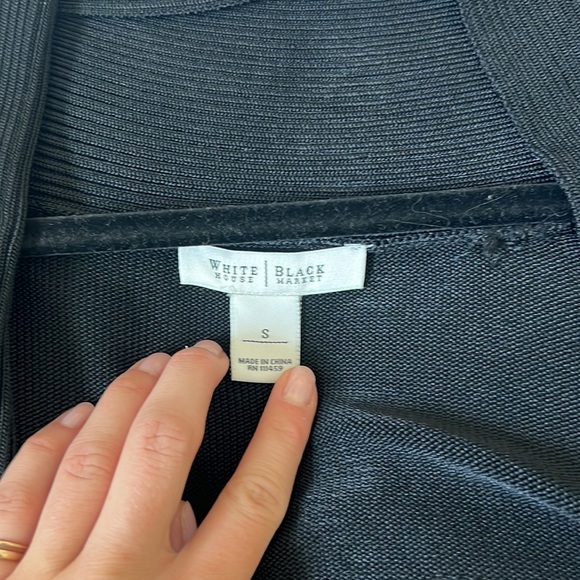 WHITE | BLACK
HOUSE | MARKET
S
MADE IN CHINA
RN 110459